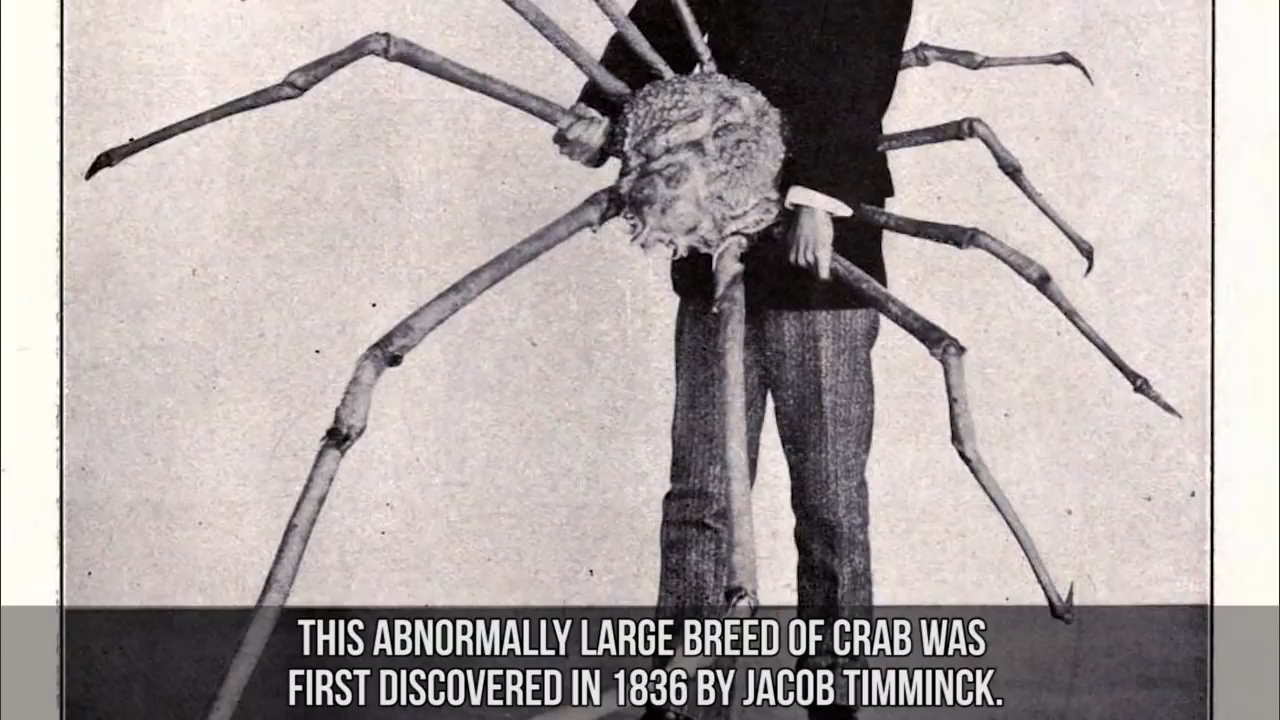 THIS ABNORMALLY LARGE BREED OF CRAB WAS
FIRST DISCOVERED IN 1836 BY JACOB TIMMINCK.